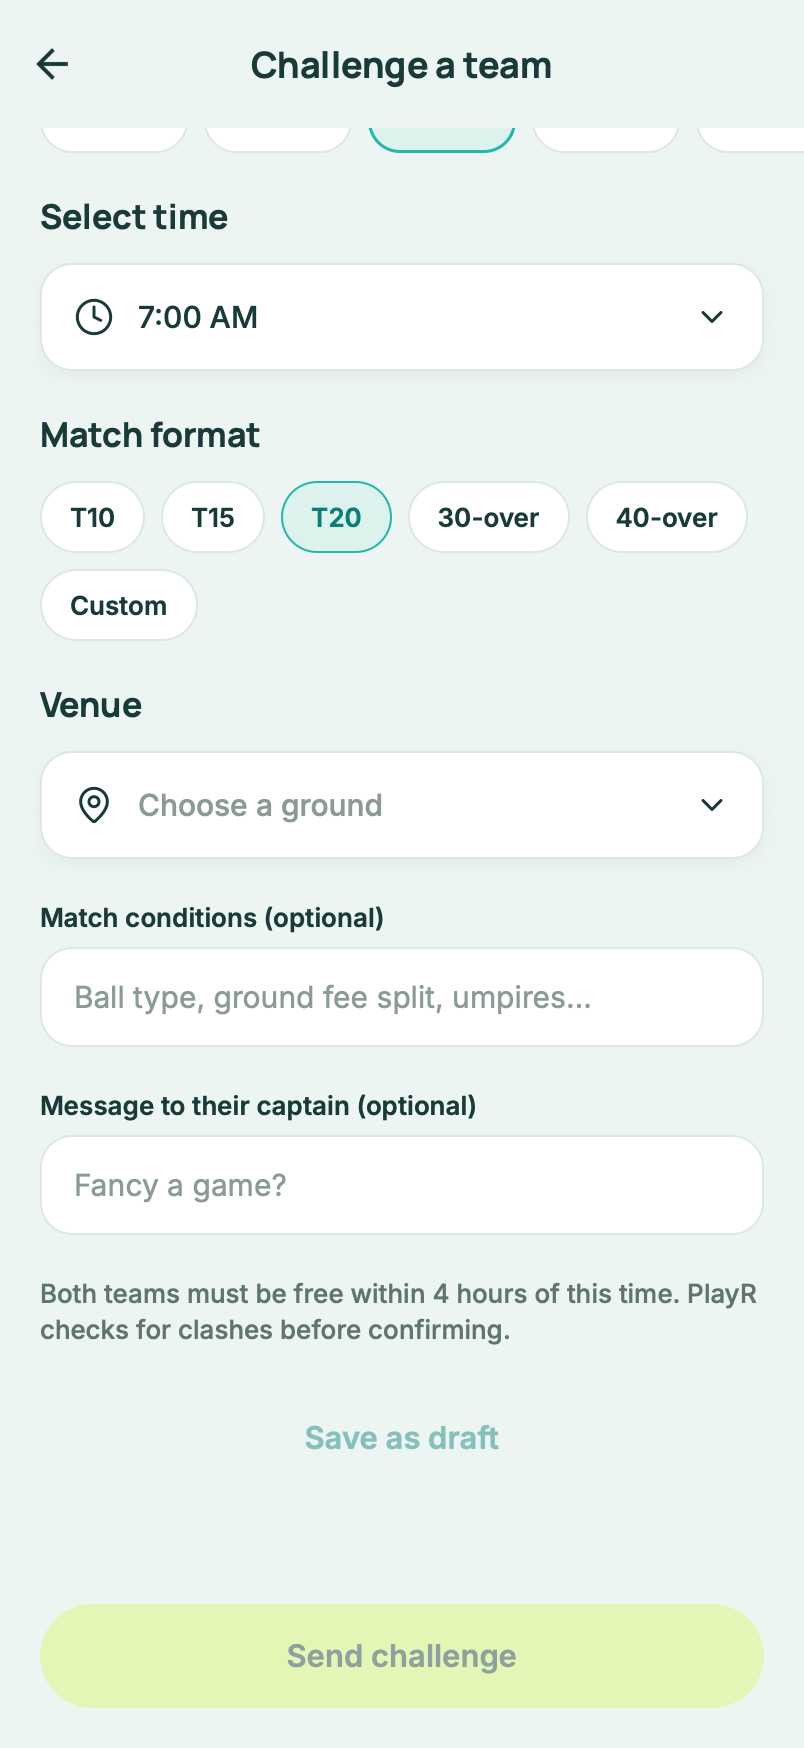 Challenge a team
Select time
7:00 AM
Match format
T10 T15 T20 30-over 40-over
Custom
Venue
Choose a ground
Match conditions (optional)
Ball type, ground fee split, umpires...
Message to their captain (optional)
Fancy a game?
Both teams must be free within 4 hours of this time. PlayR
checks for clashes before confirming.
Save as draft
Send challenge